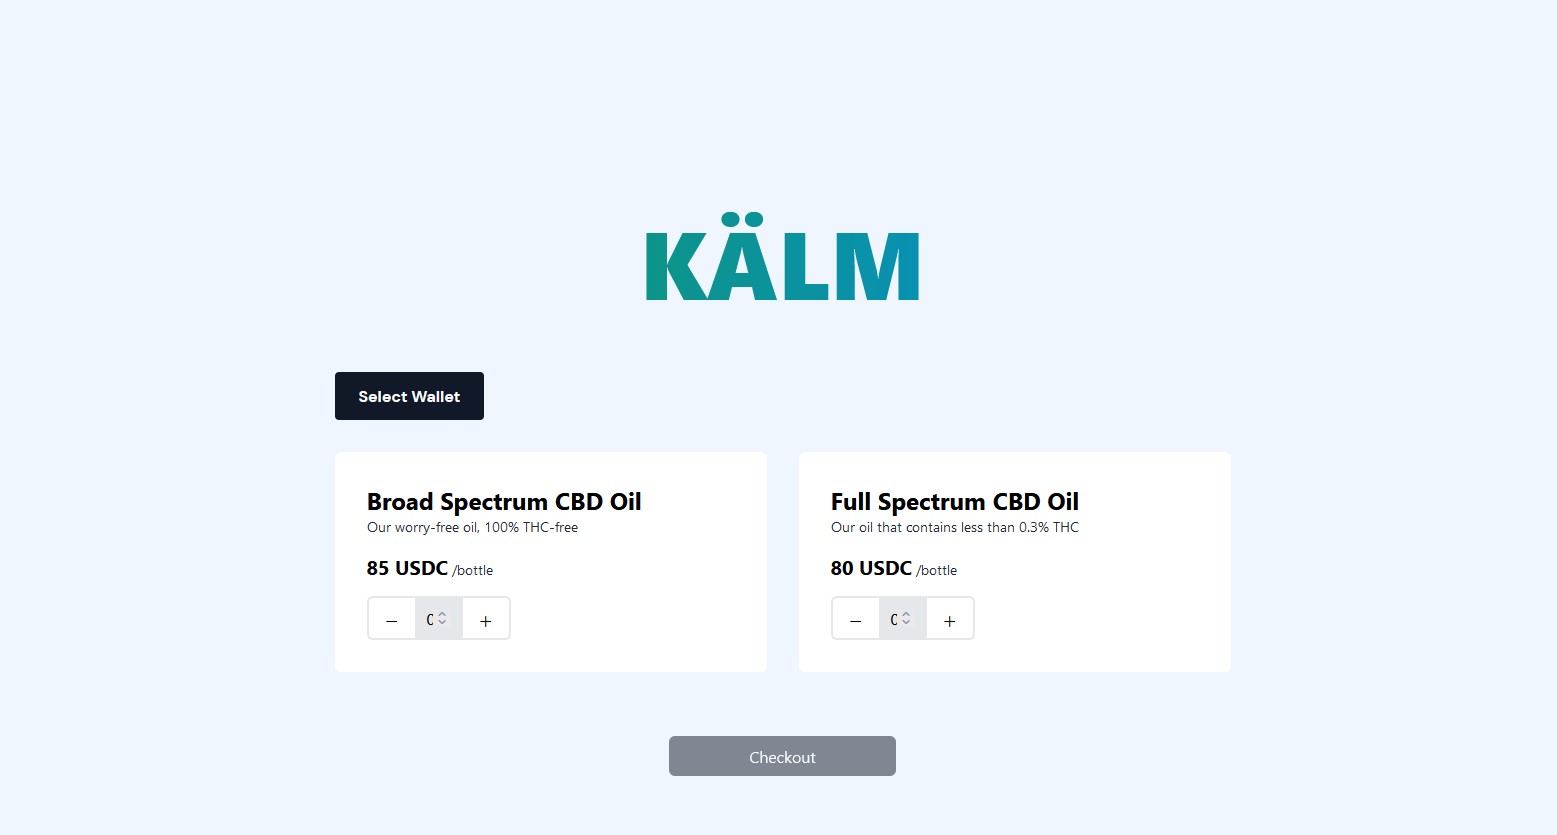 KÄLM
Select Wallet
Broad Spectrum CBD Oil
Our worry-free oil, 100% THC-free
85 USDC /bottle
− 0 +
Full Spectrum CBD Oil
Our oil that contains less than 0.3% THC
80 USDC /bottle
− 0 +
Checkout